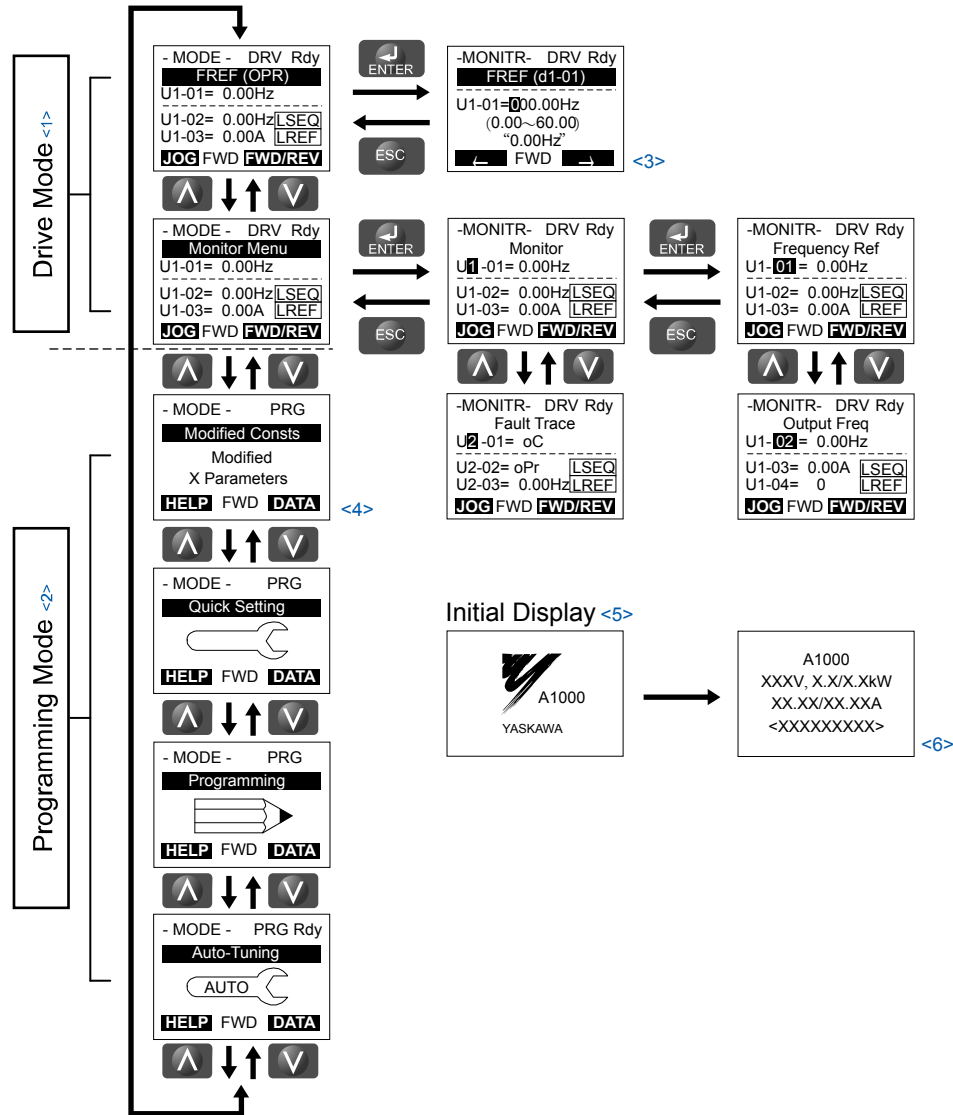 Drive Mode <1>
- MODE - DRV Rdy
FREF (OPR)
U1-01= 0.00Hz
U1-02= 0.00Hz LSEQ
U1-03= 0.00A LREF
JOG FWD FWD/REV
ENTER
ESC
-MONITR- DRV Rdy
FREF (d1-01)
U1-01=000.00Hz
(0.00~60.00)
“0.00Hz”
← FWD →
<3>
- MODE - DRV Rdy
Monitor Menu
U1-01= 0.00Hz
U1-02= 0.00Hz LSEQ
U1-03= 0.00A LREF
JOG FWD FWD/REV
ENTER
ESC
-MONITR- DRV Rdy
Monitor
U1 -01= 0.00Hz
U1-02= 0.00Hz LSEQ
U1-03= 0.00A LREF
JOG FWD FWD/REV
ENTER
ESC
-MONITR- DRV Rdy
Frequency Ref
U1- 01 = 0.00Hz
U1-02= 0.00Hz LSEQ
U1-03= 0.00A LREF
JOG FWD FWD/REV
-MONITR- DRV Rdy
Fault Trace
U2 -01= oC
U2-02= oPr LSEQ
U2-03= 0.00Hz LREF
JOG FWD FWD/REV
-MONITR- DRV Rdy
Output Freq
U1- 02 = 0.00Hz
U1-03= 0.00A LSEQ
U1-04= 0 LREF
JOG FWD FWD/REV
Programming Mode <2>
- MODE - PRG
Modified Consts
Modified
X Parameters
HELP FWD DATA
<4>
- MODE - PRG
Quick Setting
HELP FWD DATA
- MODE - PRG
Programming
HELP FWD DATA
- MODE - PRG Rdy
Auto-Tuning
AUTO
HELP FWD DATA
Initial Display <5>
A1000
YASKAWA
A1000
XXXV, X.X/X.XkW
XX.XX/XX.XXA
<XXXXXXXXX>
<6>